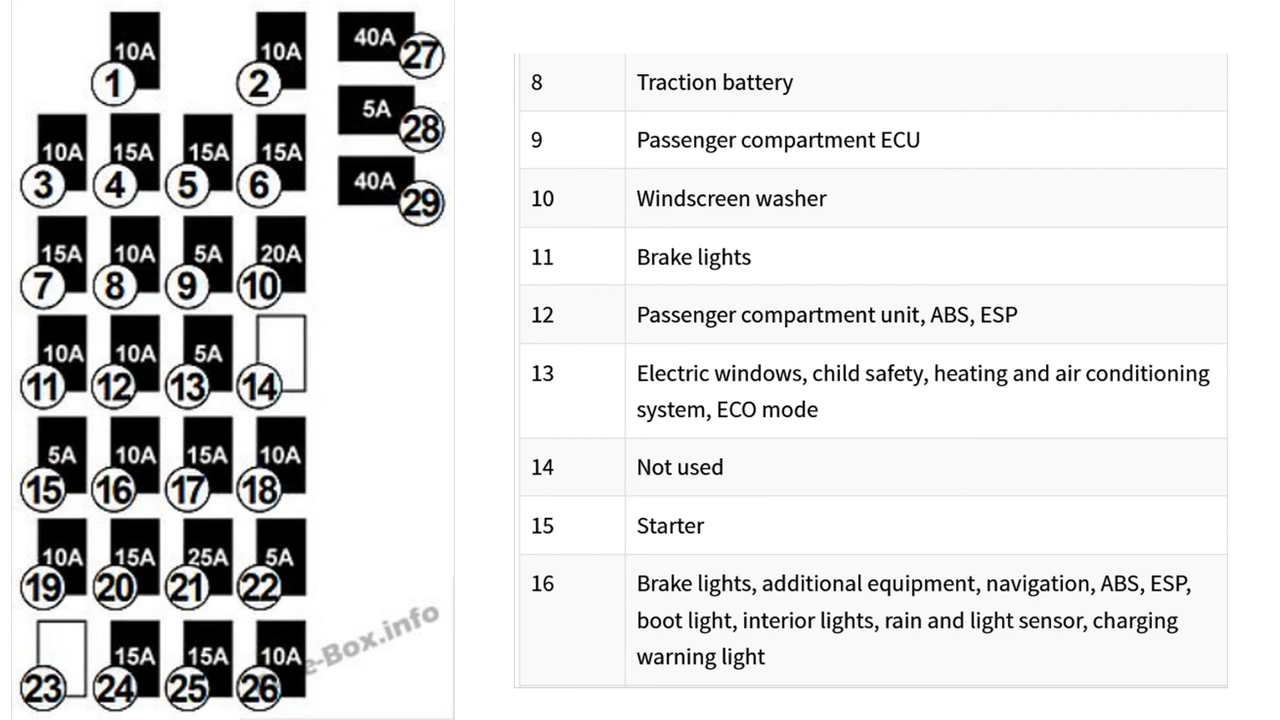 10A 10A 40A
1 2 27
5A
28
10A 15A 15A 15A
3 4 5 6
40A
29
15A 10A 5A 20A
7 8 9 10
10A 10A 5A
11 12 13 14
5A 10A 15A 10A
15 16 17 18
10A 15A 25A 5A
19 20 21 22
15A 15A 10A
23 24 25 26
e-Box.info
8 Traction battery
9 Passenger compartment ECU
10 Windscreen washer
11 Brake lights
12 Passenger compartment unit, ABS, ESP
13 Electric windows, child safety, heating and air conditioning
system, ECO mode
14 Not used
15 Starter
16 Brake lights, additional equipment, navigation, ABS, ESP,
boot light, interior lights, rain and light sensor, charging
warning light